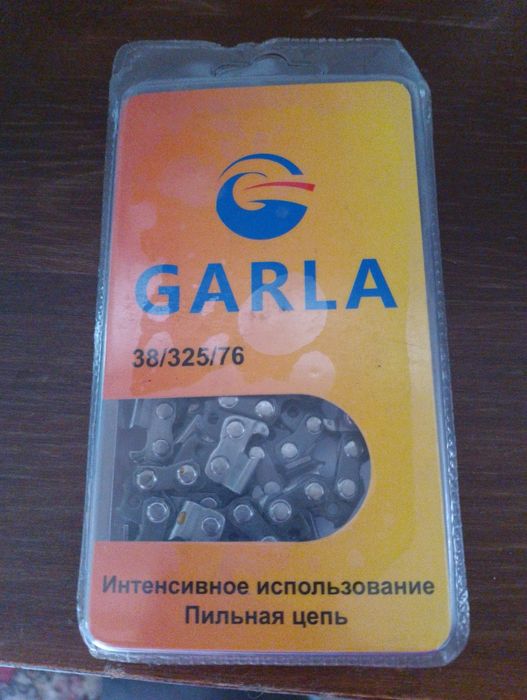 GARLA
38/325/76
Интенсивное использование
Пильная цепь